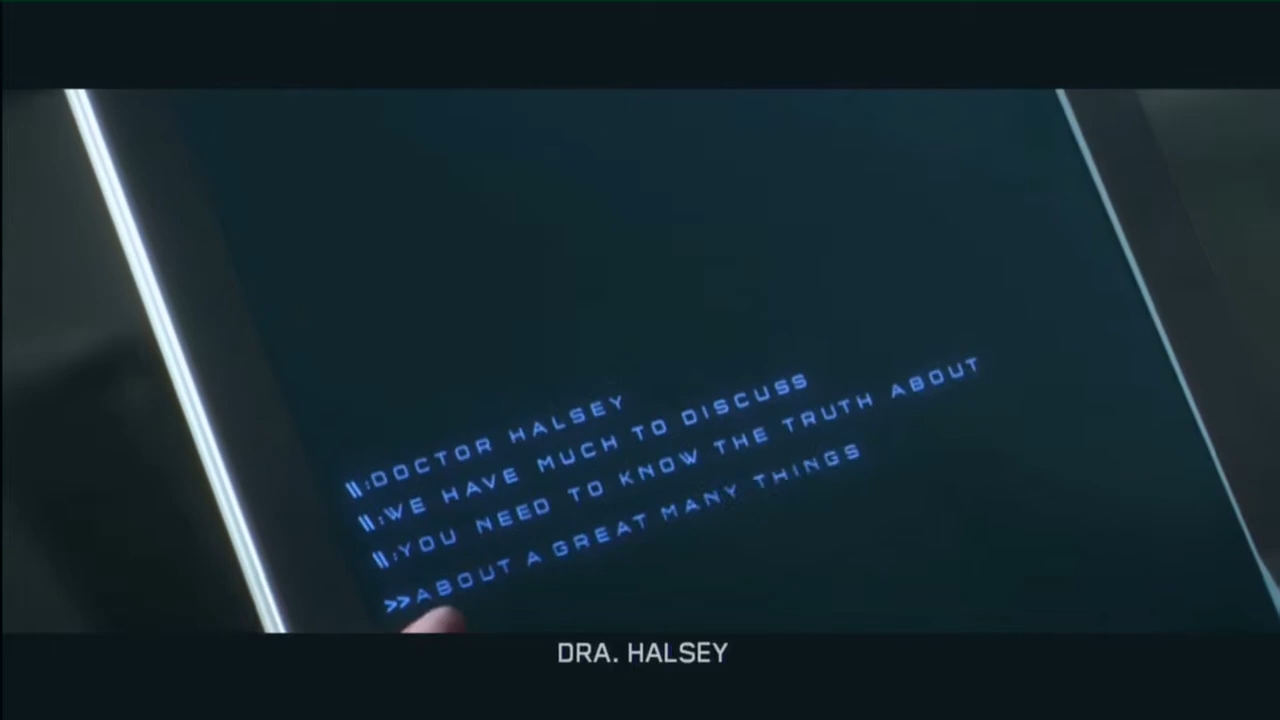 \\:DOCTOR HALSEY
\\:WE HAVE MUCH TO DISCUSS
\\:YOU NEED TO KNOW THE TRUTH ABOUT
>>ABOUT A GREAT MANY THINGS
DRA. HALSEY